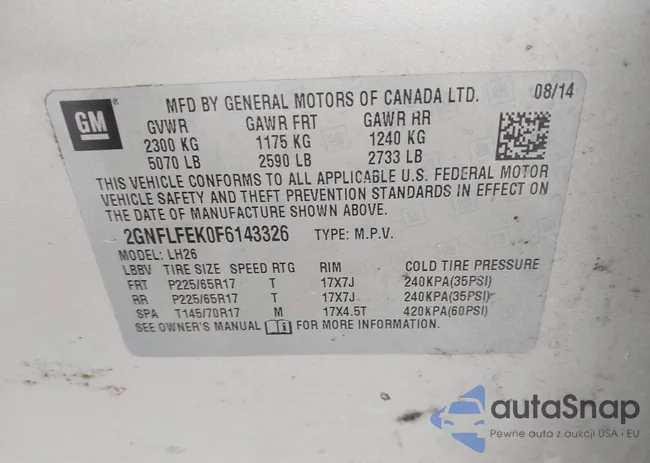 GM
MFD BY GENERAL MOTORS OF CANADA LTD. 08/14
GVWR GAWR FRT GAWR RR
2300 KG 1175 KG 1240 KG
5070 LB 2590 LB 2733 LB
THIS VEHICLE CONFORMS TO ALL APPLICABLE U.S. FEDERAL MOTOR
VEHICLE SAFETY AND THEFT PREVENTION STANDARDS IN EFFECT ON
THE DATE OF MANUFACTURE SHOWN ABOVE.
2GNFLFEK0F6143326 TYPE: M.P.V.
MODEL: LH26
LBBV TIRE SIZE SPEED RTG RIM COLD TIRE PRESSURE
FRT P225/65R17 T 17X7J 240KPA(35PSI)
RR P225/65R17 T 17X7J 240KPA(35PSI)
SPA T145/70R17 M 17X4.5T 420KPA(60PSI)
SEE OWNER'S MANUAL FOR MORE INFORMATION.
autaSnap
Pewne auta z aukcji USA i EU